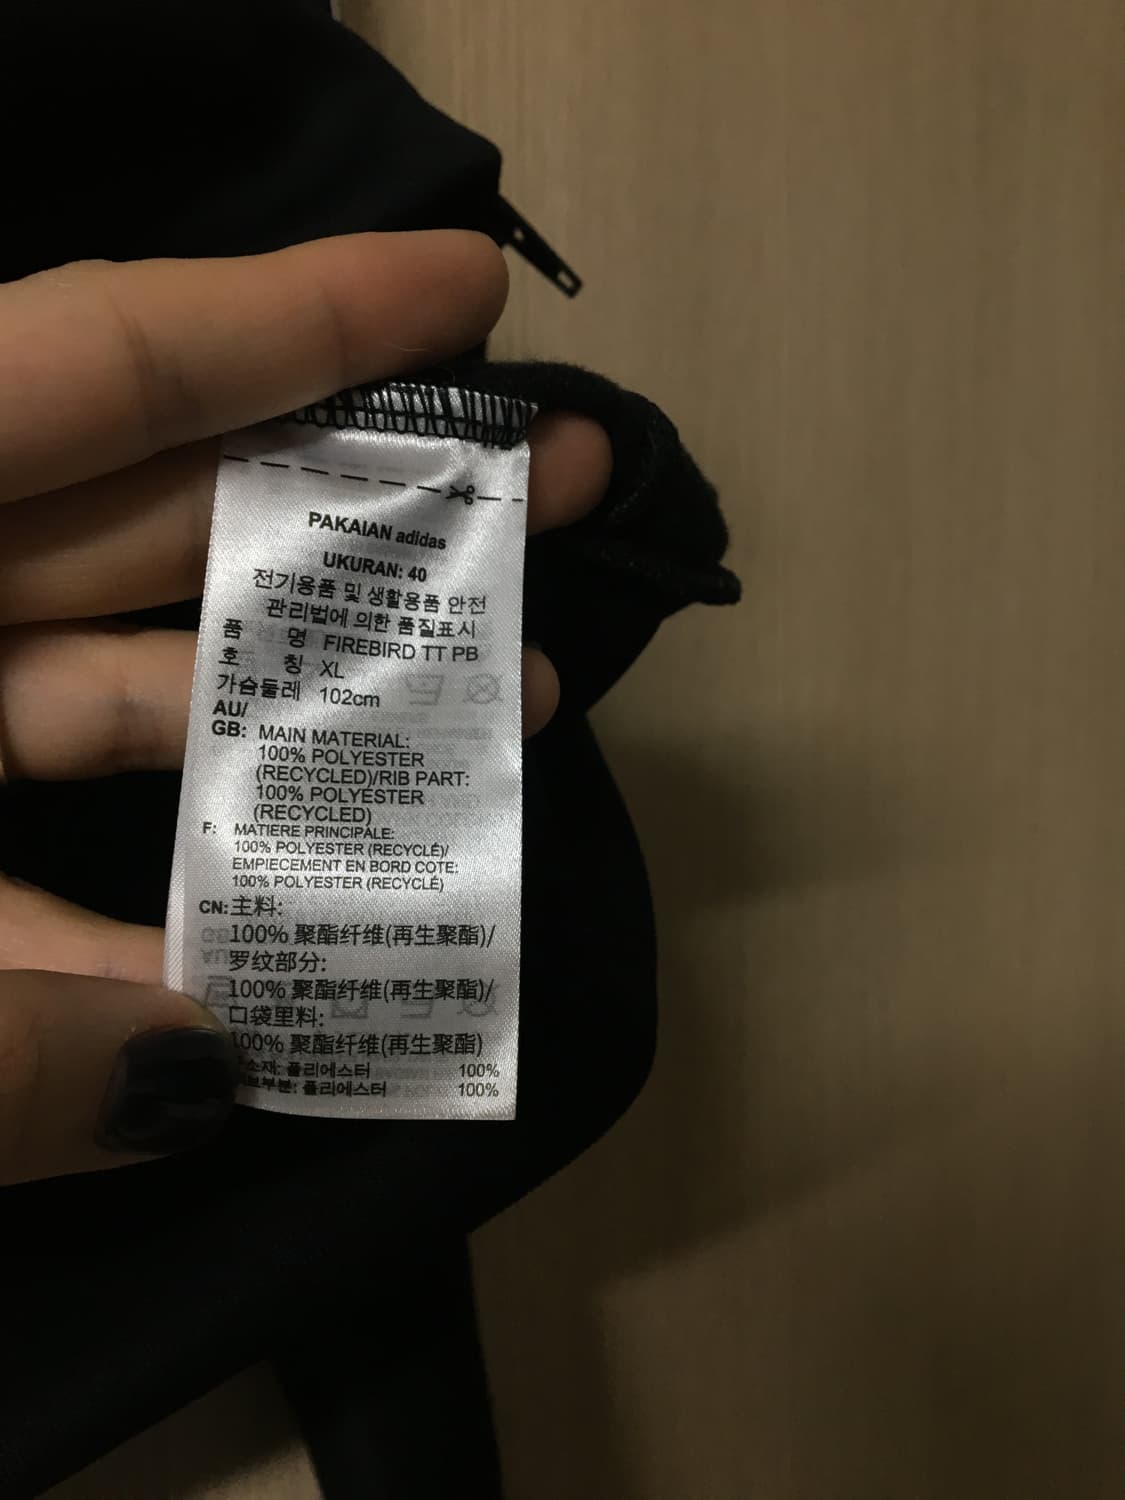 PAKAIAN adidas
UKURAN: 40
전기용품 및 생활용품 안전
관리법에 의한 품질표시
품 명 FIREBIRD TT PB
호 칭 XL
가슴둘레 102cm
AU/
GB: MAIN MATERIAL:
100% POLYESTER
(RECYCLED)/RIB PART:
100% POLYESTER
(RECYCLED)
F: MATIERE PRINCIPALE:
100% POLYESTER (RECYCLÉ)/
EMPIECEMENT EN BORD COTE:
100% POLYESTER (RECYCLÉ)
CN: 主料:
100% 聚酯纤维(再生聚酯)/
罗纹部分:
100% 聚酯纤维(再生聚酯)/
口袋里料:
100% 聚酯纤维(再生聚酯)
소재: 폴리에스터 100%
폴리에스터 100%